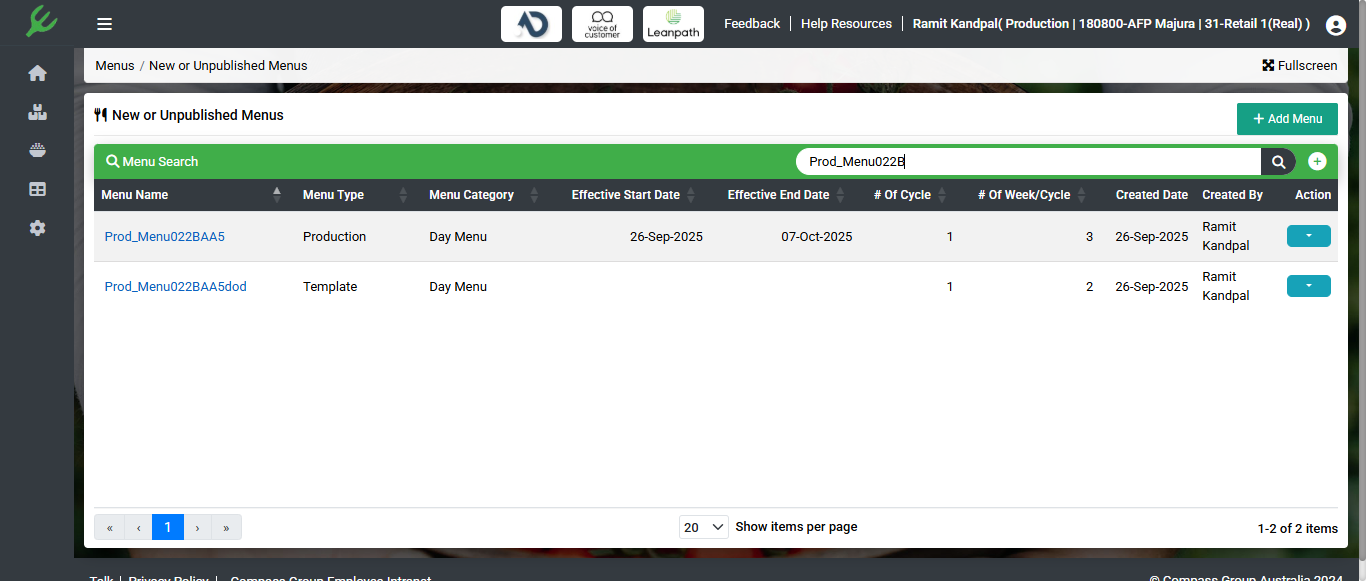 voice of customer
Leanpath
Feedback
Help Resources
Ramit Kandpal( Production | 180800-AFP Majura | 31-Retail 1(Real) )
Menus / New or Unpublished Menus
Fullscreen
New or Unpublished Menus
+ Add Menu
Menu Search
Prod_Menu022B
Menu Name Menu Type Menu Category Effective Start Date Effective End Date # Of Cycle # Of Week/Cycle Created Date Created By Action
Prod_Menu022BAA5 Production Day Menu 26-Sep-2025 07-Oct-2025 1 3 26-Sep-2025 Ramit Kandpal
Prod_Menu022BAA5dod Template Day Menu 1 2 26-Sep-2025 Ramit Kandpal
« ‹ 1 › »
20 Show items per page
1-2 of 2 items
Talk | Privacy Policy | Compass Group Employee Intranet
© Compass Group Australia 2024